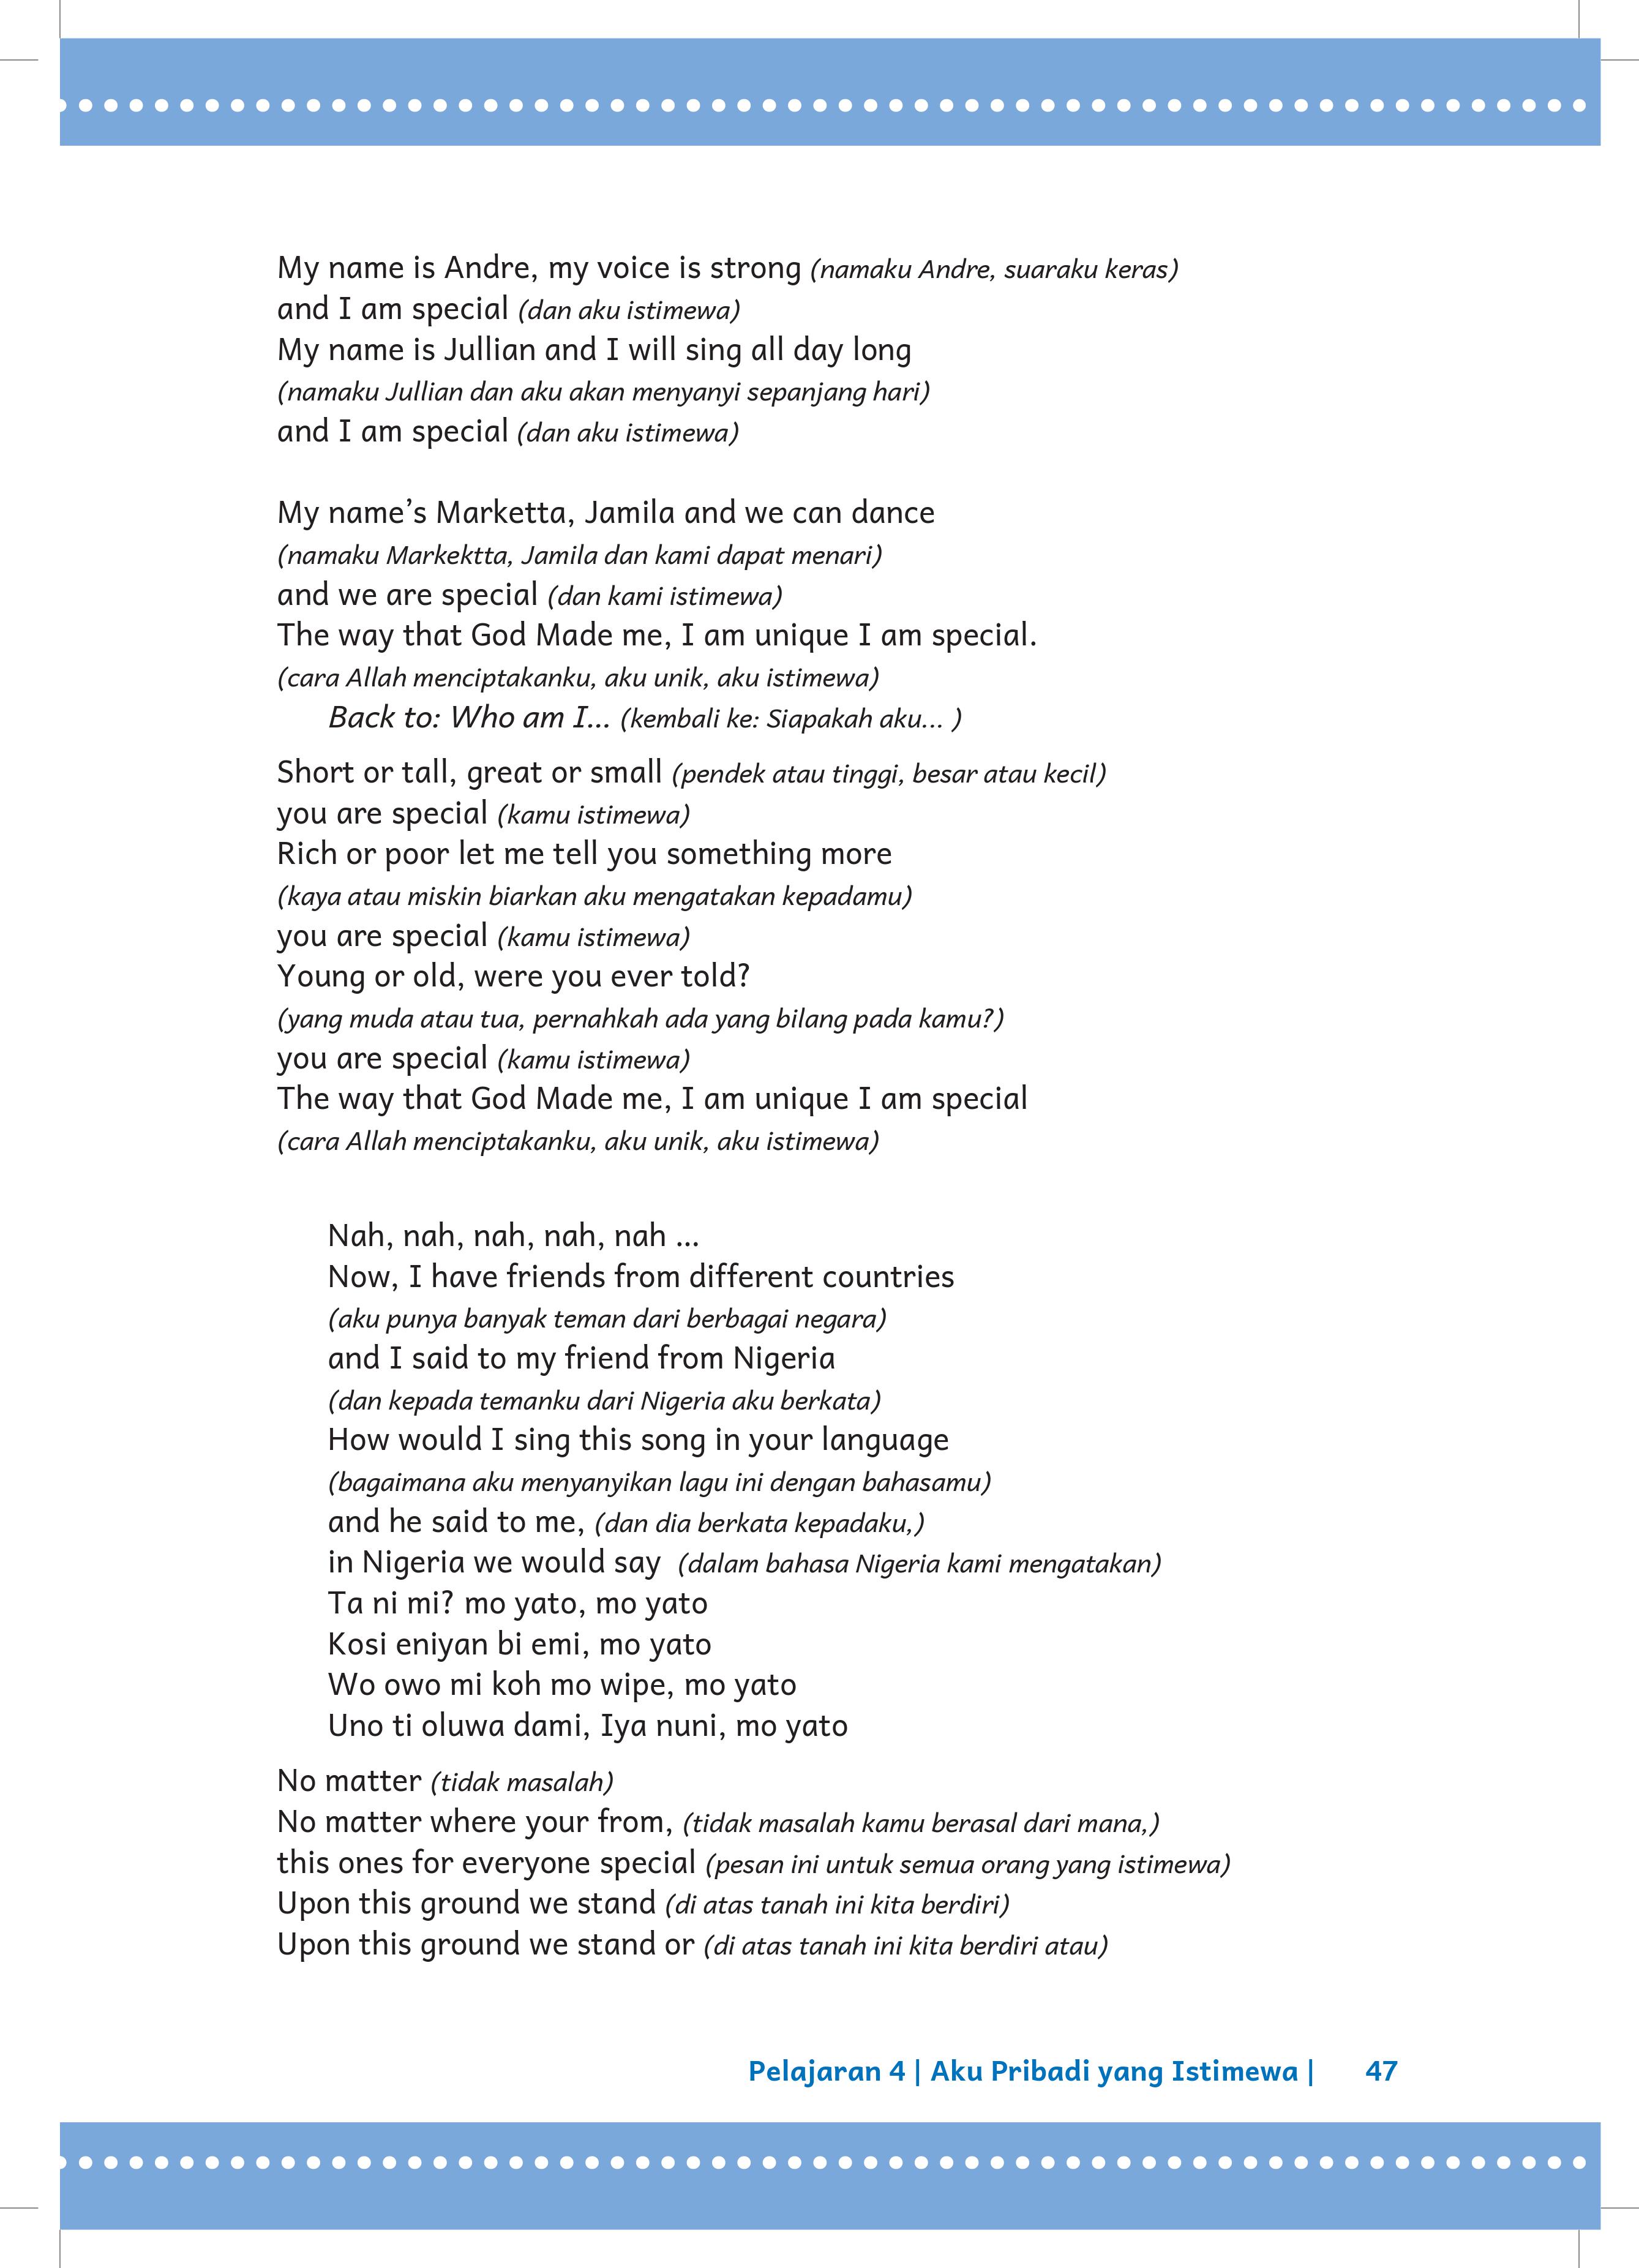 My name is Andre, my voice is strong (namaku Andre, suaraku keras)
and I am special (dan aku istimewa)
My name is Jullian and I will sing all day long
(namaku Jullian dan aku akan menyanyi sepanjang hari)
and I am special (dan aku istimewa)
My name’s Marketta, Jamila and we can dance
(namaku Markektta, Jamila dan kami dapat menari)
and we are special (dan kami istimewa)
The way that God Made me, I am unique I am special.
(cara Allah menciptakanku, aku unik, aku istimewa)
Back to: Who am I... (kembali ke: Siapakah aku... )
Short or tall, great or small (pendek atau tinggi, besar atau kecil)
you are special (kamu istimewa)
Rich or poor let me tell you something more
(kaya atau miskin biarkan aku mengatakan kepadamu)
you are special (kamu istimewa)
Young or old, were you ever told?
(yang muda atau tua, pernahkah ada yang bilang pada kamu?)
you are special (kamu istimewa)
The way that God Made me, I am unique I am special
(cara Allah menciptakanku, aku unik, aku istimewa)
Nah, nah, nah, nah, nah ...
Now, I have friends from different countries
(aku punya banyak teman dari berbagai negara)
and I said to my friend from Nigeria
(dan kepada temanku dari Nigeria aku berkata)
How would I sing this song in your language
(bagaimana aku menyanyikan lagu ini dengan bahasamu)
and he said to me, (dan dia berkata kepadaku,)
in Nigeria we would say (dalam bahasa Nigeria kami mengatakan)
Ta ni mi? mo yato, mo yato
Kosi eniyan bi emi, mo yato
Wo owo mi koh mo wipe, mo yato
Uno ti oluwa dami, Iya nuni, mo yato
No matter (tidak masalah)
No matter where your from, (tidak masalah kamu berasal dari mana,)
this ones for everyone special (pesan ini untuk semua orang yang istimewa)
Upon this ground we stand (di atas tanah ini kita berdiri)
Upon this ground we stand or (di atas tanah ini kita berdiri atau)
Pelajaran 4 | Aku Pribadi yang Istimewa | 47